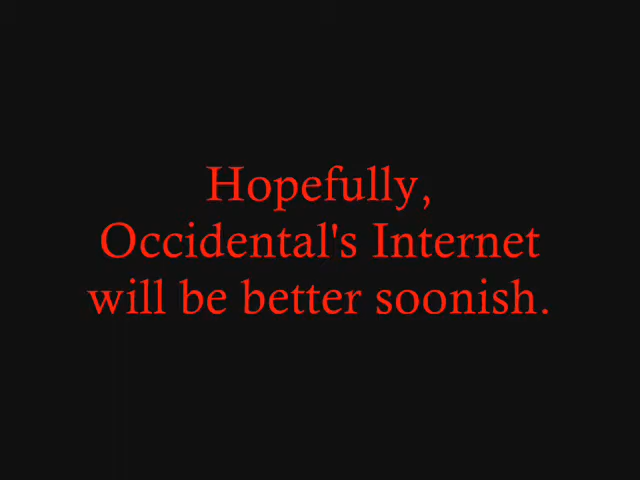 Hopefully,
Occidental's Internet
will be better soonish.